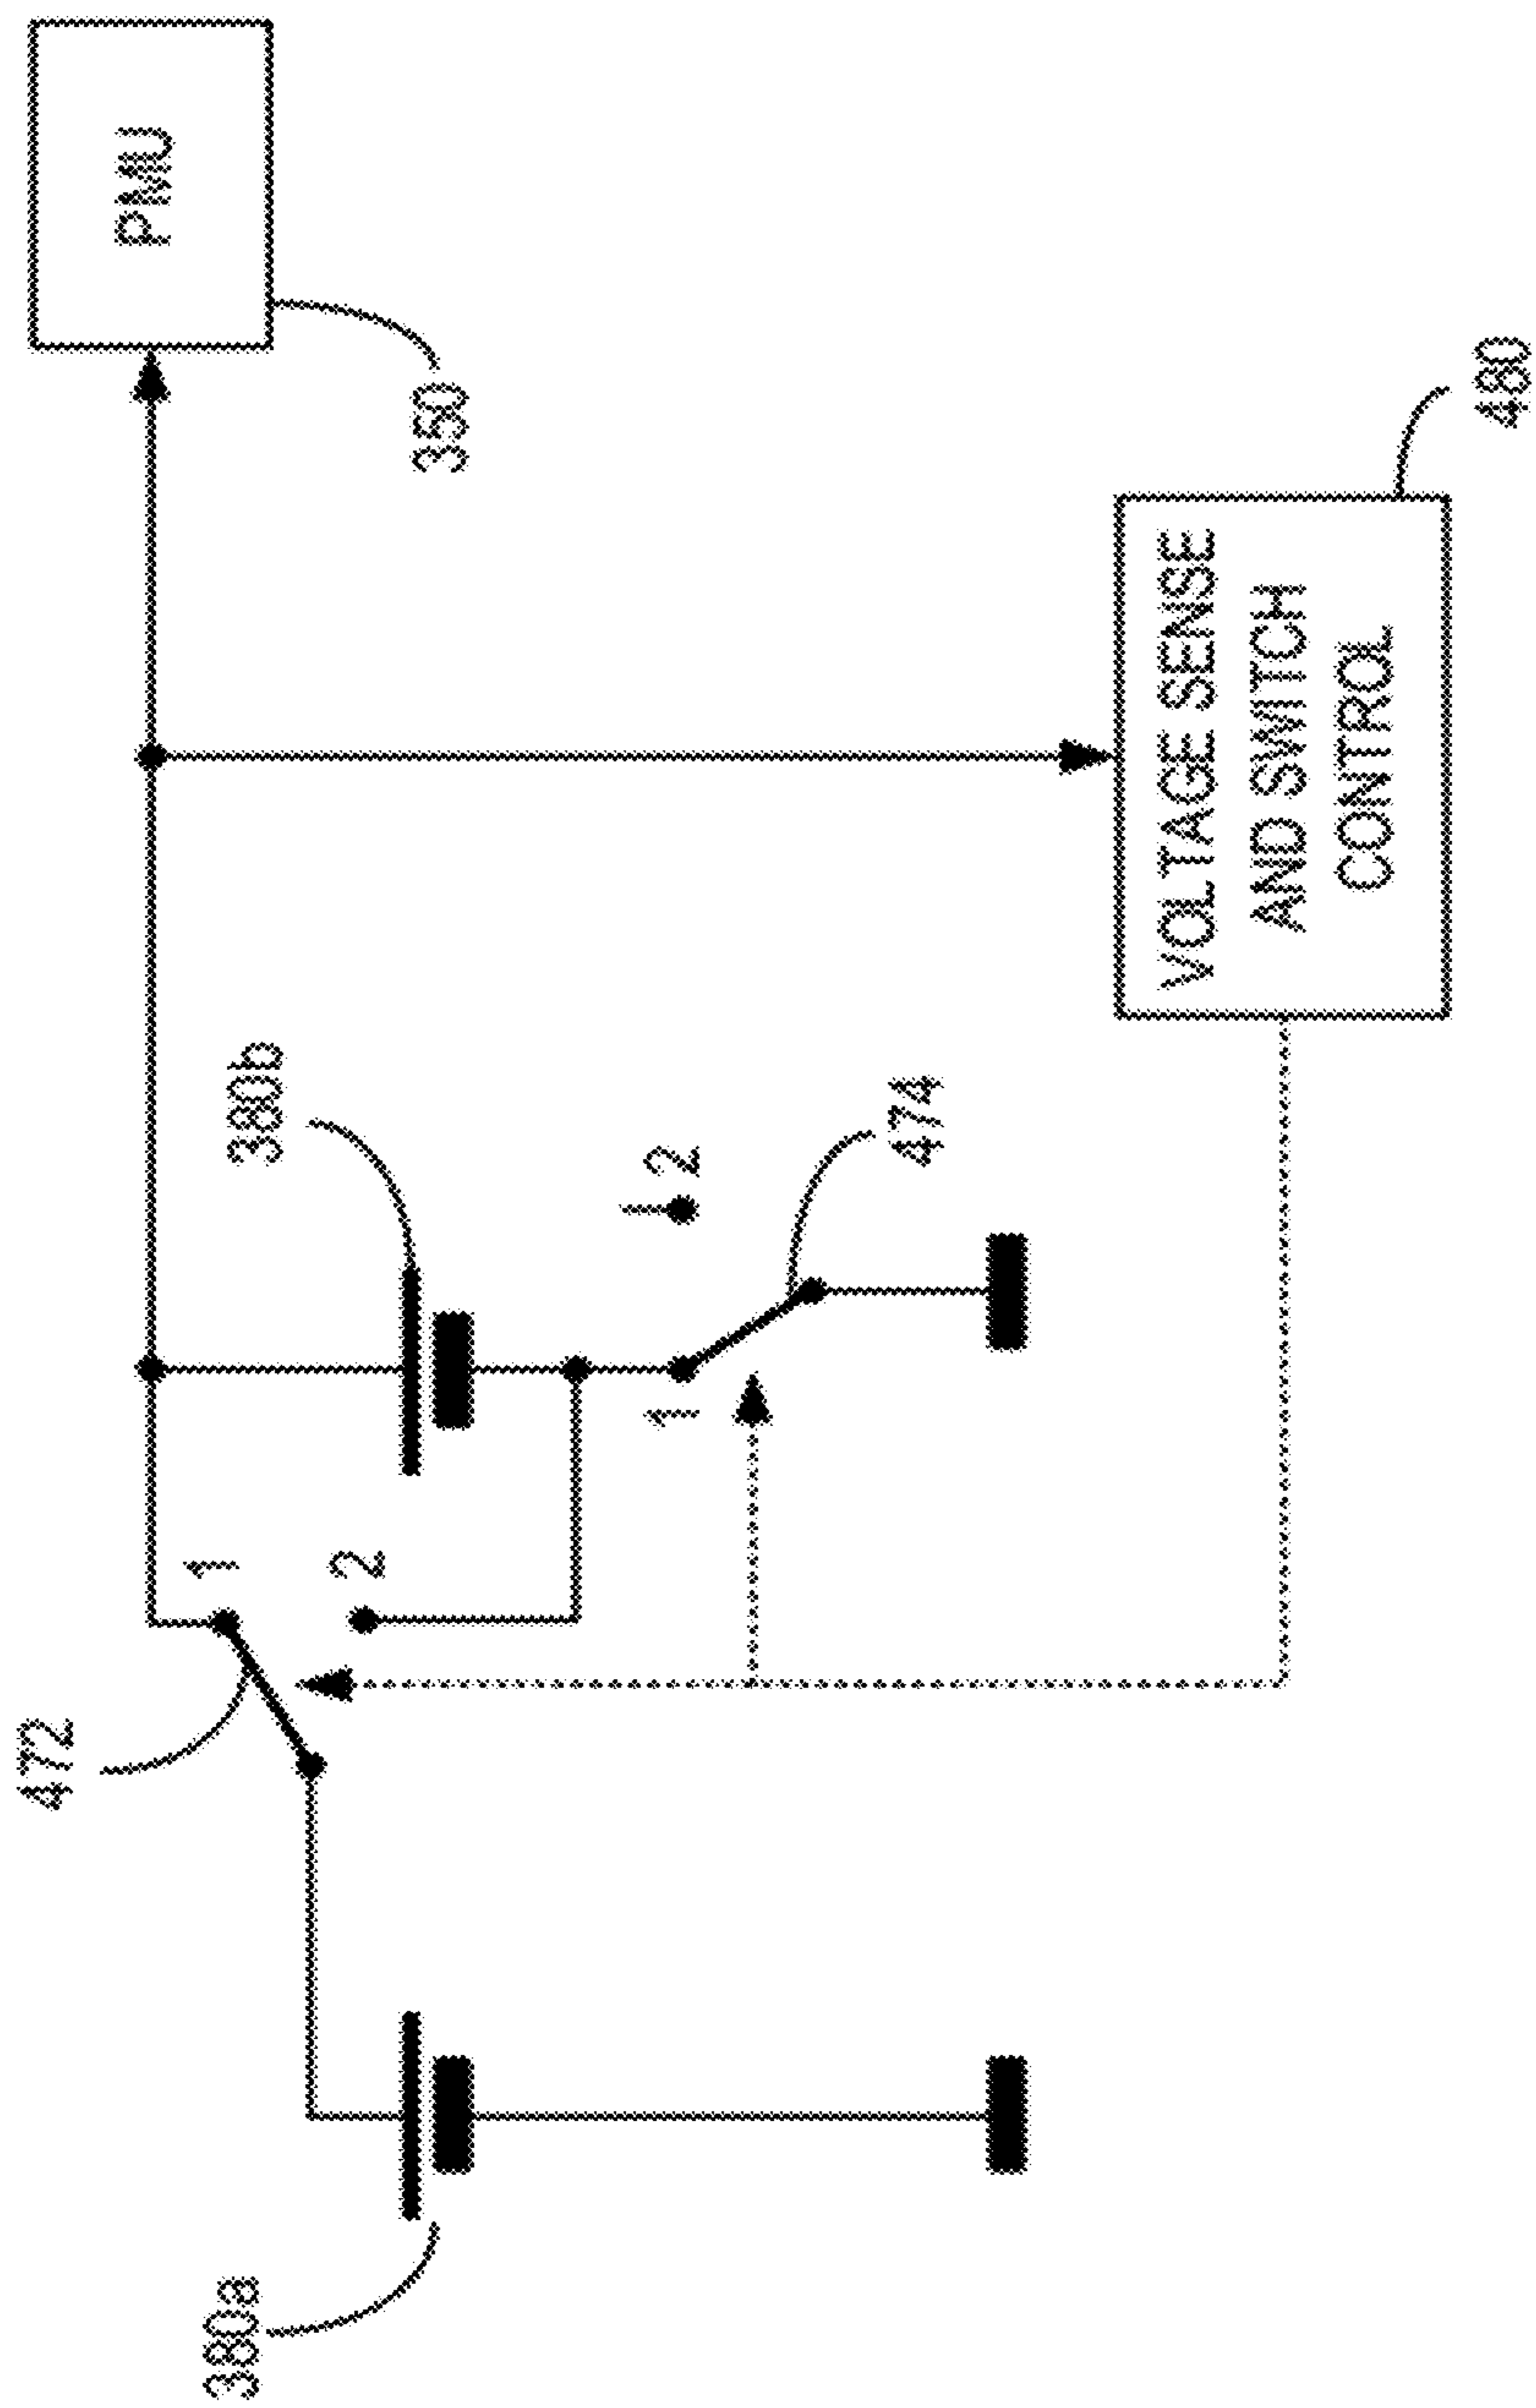 472
1
2
380b
PMU
350
380a
1
2
474
VOLTAGE SENSE
AND SWITCH
CONTROL
480